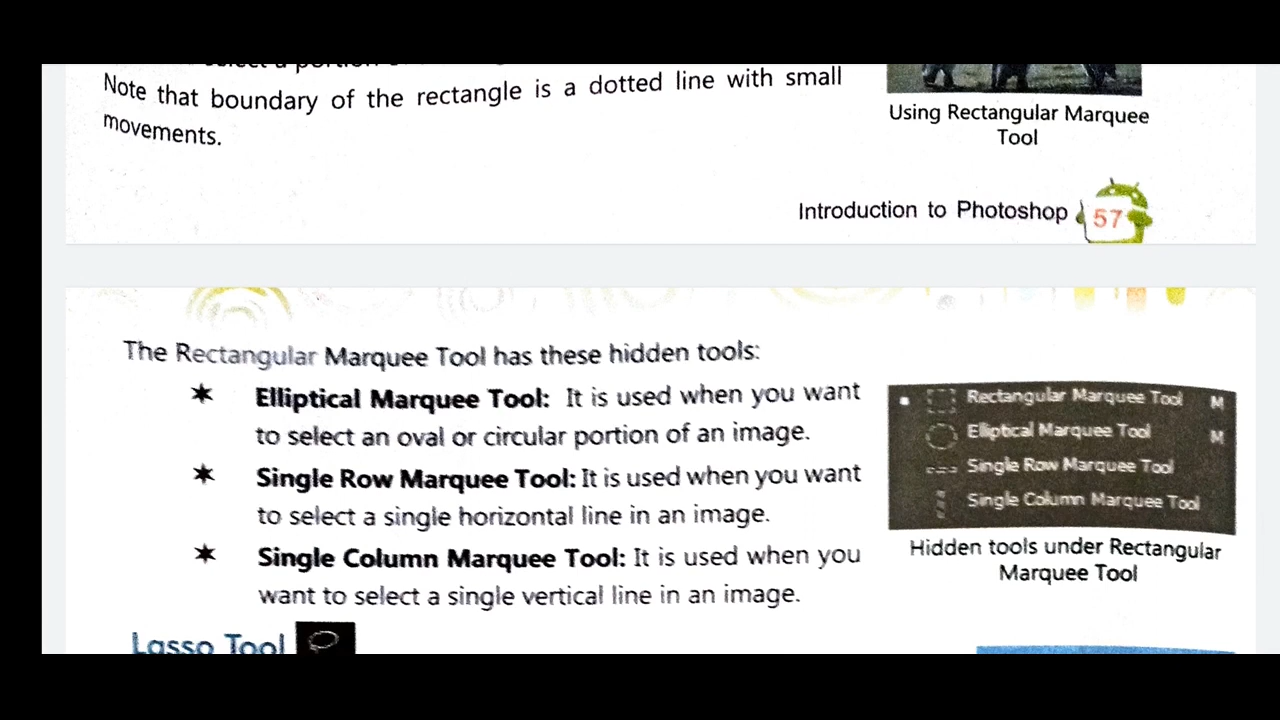 Note that boundary of the rectangle is a dotted line with small
movements.
Using Rectangular Marquee
Tool
Introduction to Photoshop 57
The Rectangular Marquee Tool has these hidden tools:
✶ Elliptical Marquee Tool: It is used when you want
to select an oval or circular portion of an image.
✶ Single Row Marquee Tool: It is used when you want
to select a single horizontal line in an image.
✶ Single Column Marquee Tool: It is used when you
want to select a single vertical line in an image.
Rectangular Marquee Tool M
Elliptical Marquee Tool M
Single Row Marquee Tool
Single Column Marquee Tool
Hidden tools under Rectangular
Marquee Tool
Lasso Tool